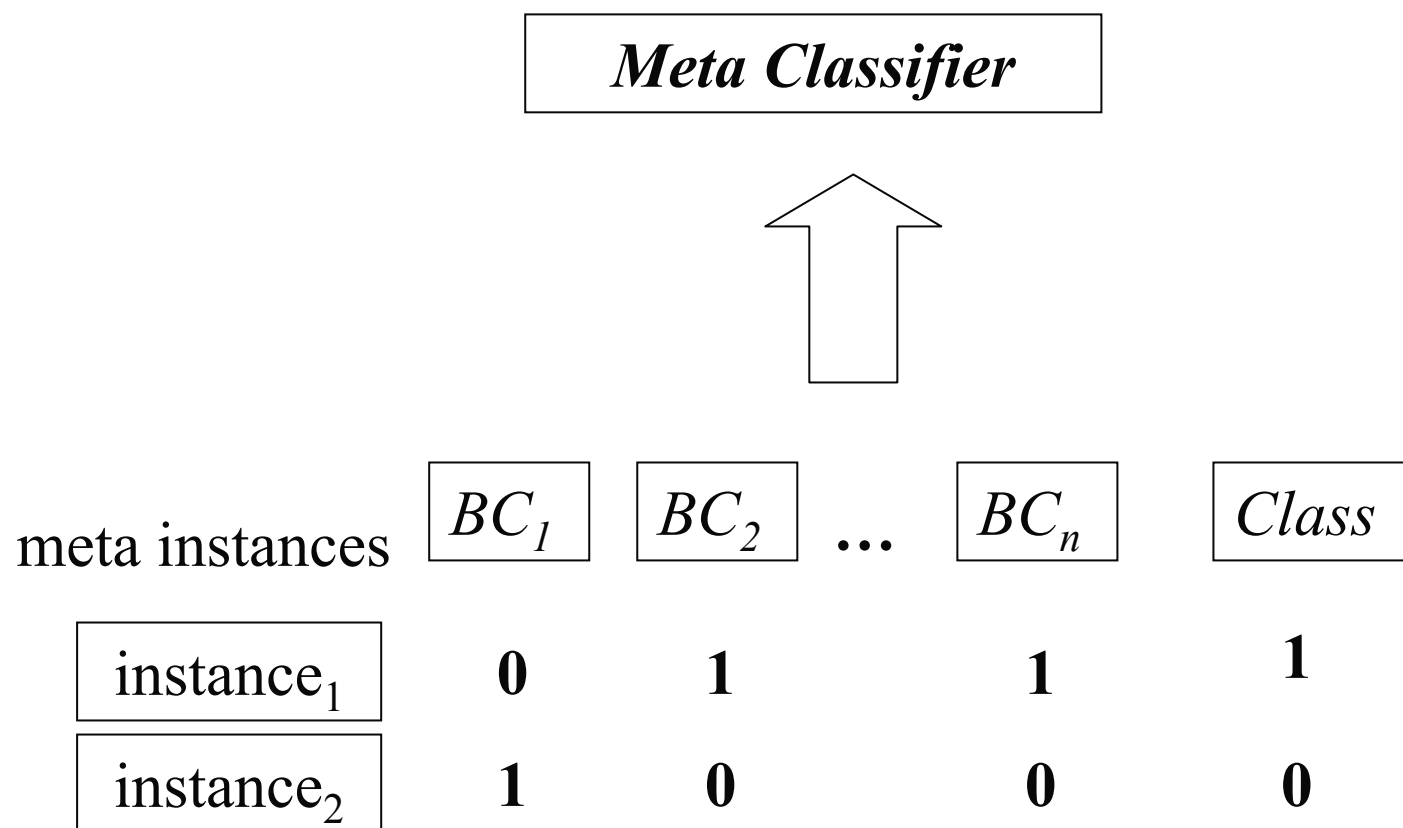 Meta Classifier
meta instances BC1 BC2 ... BCn Class
instance1 0 1 1 1
instance2 1 0 0 0